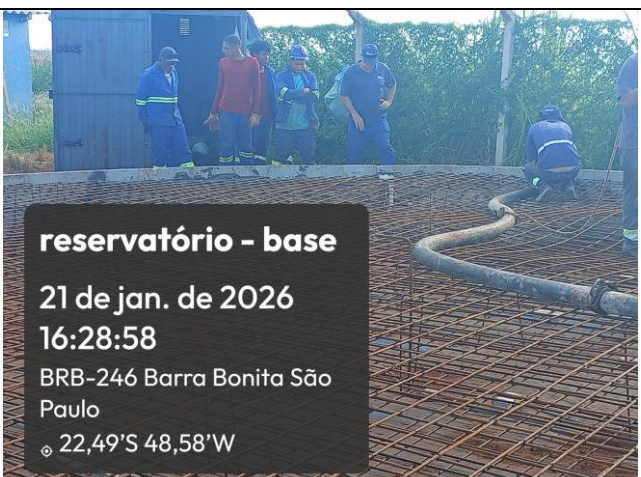 reservatório - base
21 de jan. de 2026
16:28:58
BRB-246 Barra Bonita São
Paulo
22,49’S 48,58’W